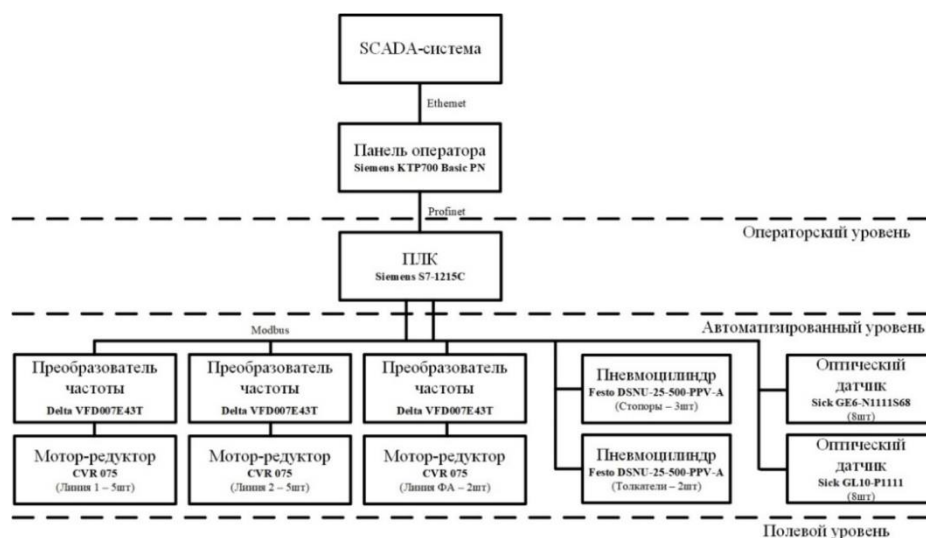 SCADA-система
Ethernet
Панель оператора
Siemens KTP700 Basic PN
Profinet
Операторский уровень
ПЛК
Siemens S7-1215C
Автоматизированный уровень
Modbus
Преобразователь
частоты
Delta VFD007E43T
Преобразователь
частоты
Delta VFD007E43T
Преобразователь
частоты
Delta VFD007E43T
Пневмоцилиндр
Festo DSNU-25-500-PPV-A
(Стопоры – 3шт)
Оптический
датчик
Sick GE6-N1111S68
(8шт)
Мотор-редуктор
CVR 075
(Линия 1 – 5шт)
Мотор-редуктор
CVR 075
(Линия 2 – 5шт)
Мотор-редуктор
CVR 075
(Линия ФА – 2шт)
Пневмоцилиндр
Festo DSNU-25-500-PPV-A
(Толкатели – 2шт)
Оптический
датчик
Sick GL10-P1111
(8шт)
Полевой уровень